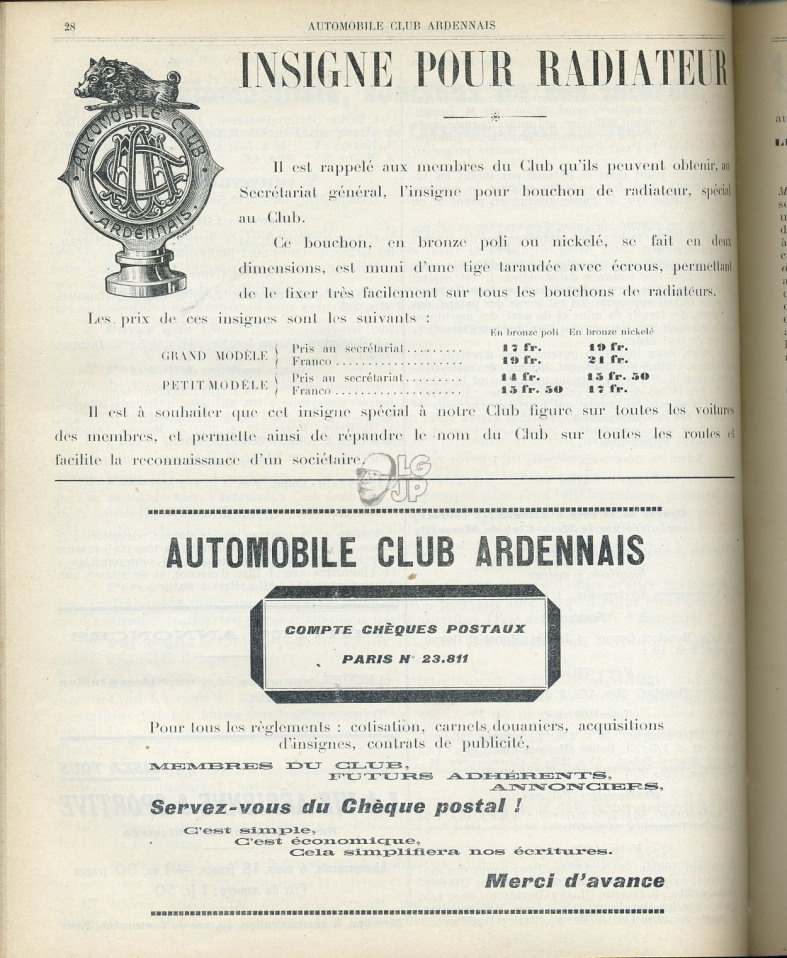 28
AUTOMOBILE CLUB ARDENNAIS
INSIGNE POUR RADIATEUR
AUTOMOBILE CLUB
ARDENNAIS
Il est rappelé aux membres du Club qu'ils peuvent obtenir, au
Secrétariat général, l'insigne pour bouchon de radiateur, spécial
au Club.
Ce bouchon, en bronze poli ou nickelé, se fait en deux
dimensions, est muni d'une tige taraudée avec écrous, permettant
de le fixer très facilement sur tous les bouchons de radiateurs.
Les prix de ces insignes sont les suivants :
En bronze poli En bronze nickelé
GRAND MODÈLE { Pris au secrétariat.......... 17 fr. 19 fr.
Franco...................... 19 fr. 21 fr.
PETIT MODÈLE { Pris au secrétariat.......... 14 fr. 15 fr. 50
Franco...................... 15 fr. 50 17 fr.
Il est à souhaiter que cet insigne spécial à notre Club figure sur toutes les voitures
des membres, et permette ainsi de répandre le nom du Club sur toutes les routes et
facilite la reconnaissance d'un sociétaire.
LG
JP
AUTOMOBILE CLUB ARDENNAIS
COMPTE CHÈQUES POSTAUX
PARIS N° 23.811
Pour tous les règlements : cotisation, carnets douaniers, acquisitions
d'insignes, contrats de publicité,
MEMBRES DU CLUB,
FUTURS ADHÉRENTS,
ANNONCIERS,
Servez-vous du Chèque postal !
C'est simple,
C'est économique,
Cela simplifiera nos écritures.
Merci d'avance